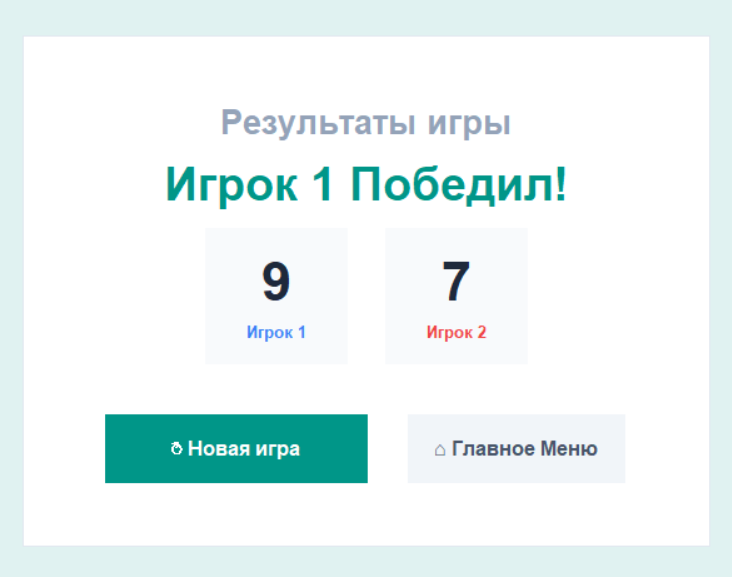 Результаты игры
Игрок 1 Победил!
9 7
Игрок 1 Игрок 2
Новая игра ⌂ Главное Меню